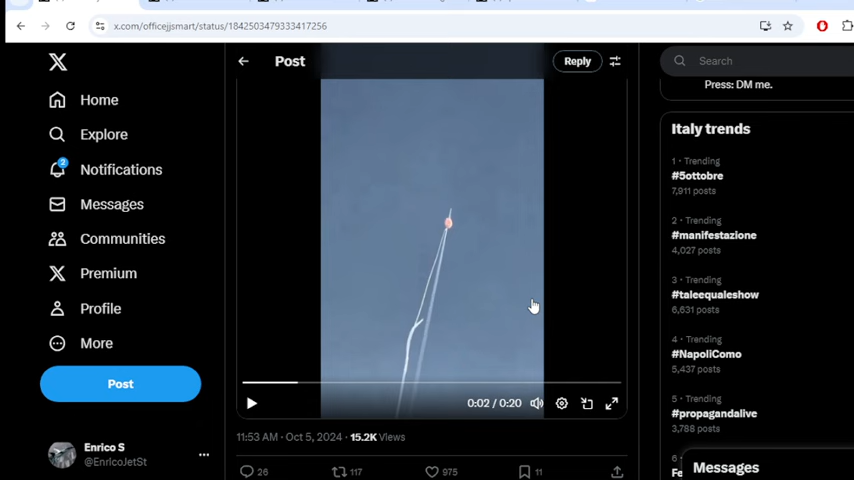 x.com/officejjsmart/status/1842503479333417256
Post
Reply
Search
Press: DM me.
Home
Explore
2
Notifications
Messages
Communities
Premium
Profile
More
Post
Enrico S
@EnricoJetSt
Italy trends
1 · Trending
#5ottobre
7,911 posts
2 · Trending
#manifestazione
4,027 posts
3 · Trending
#taleequaleshow
6,631 posts
4 · Trending
#NapoliComo
5,437 posts
5 · Trending
#propagandalive
3,788 posts
6 ·
Fe
Messages
0:02 / 0:20
11:53 AM · Oct 5, 2024 · 15.2K Views
26
117
975
11